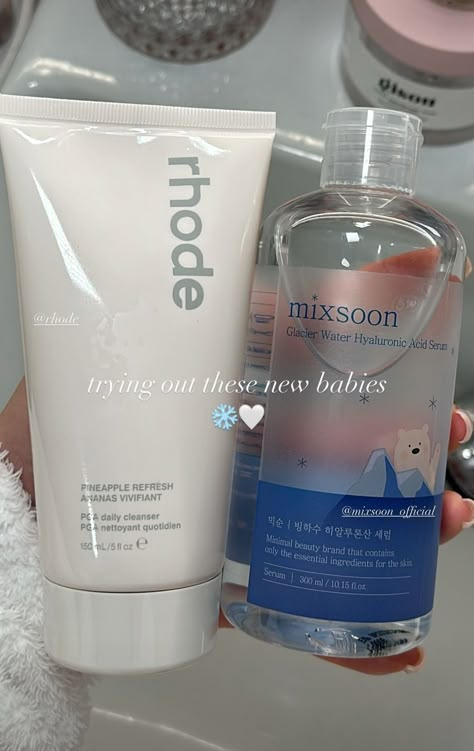 gison
rhode
mixsoon
Glacier Water Hyaluronic Acid Serum
@rhode
trying out these new babies
PINEAPPLE REFRESH
ANANAS VIVIFIANT
PGA daily cleanser
PGA nettoyant quotidien
150 mL/5 fl oz e
@mixsoon_official
믹순 | 빙하수 히알루론산 세럼
Minimal beauty brand that contains
only the essential ingredients for the skin.
Serum | 300 ml / 10.15 fl.oz